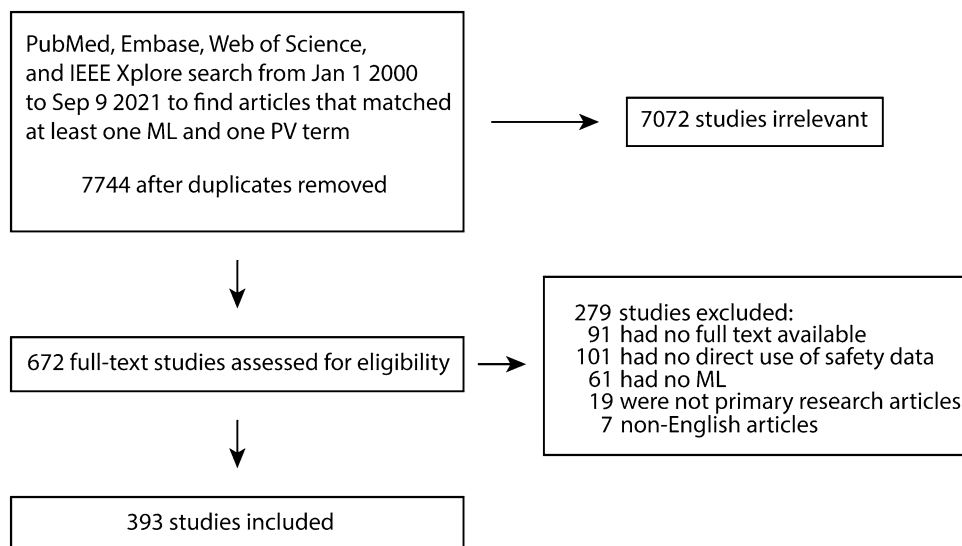 PubMed, Embase, Web of Science,
and IEEE Xplore search from Jan 1 2000
to Sep 9 2021 to find articles that matched
at least one ML and one PV term
7744 after duplicates removed
7072 studies irrelevant
672 full-text studies assessed for eligibility
279 studies excluded:
91 had no full text available
101 had no direct use of safety data
61 had no ML
19 were not primary research articles
7 non-English articles
393 studies included